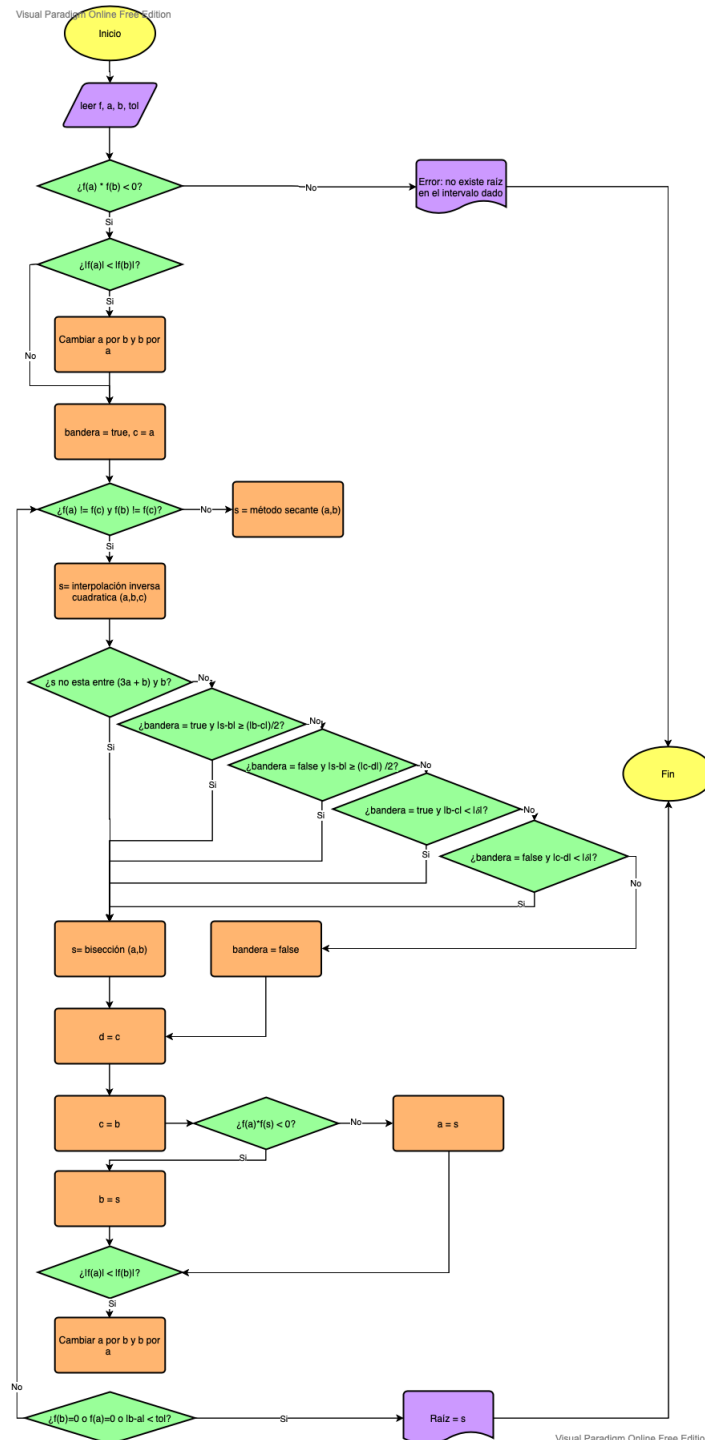 Visual Paradigm Online Free Edition
Inicio
leer f, a, b, tol
¿f(a) * f(b) < 0?
No
Error: no existe raíz
en el intervalo dado
Si
¿|f(a)| < |f(b)|?
Si
No
Cambiar a por b y b por
a
bandera = true, c = a
¿f(a) != f(c) y f(b) != f(c)?
No
s = método secante (a,b)
Si
s= interpolación inversa
cuadratica (a,b,c)
¿s no esta entre (3a + b) y b?
No
¿bandera = true y |s-b| ≥ (|b-c|)/2?
No
Si
¿bandera = false y |s-b| ≥ (|c-d|) /2?
No
Si
¿bandera = true y |b-c| < |δ|?
No
Si
¿bandera = false y |c-d| < |δ|?
Si
No
Si
Fin
s= bisección (a,b)
bandera = false
d = c
c = b
¿f(a)*f(s) < 0?
No
a = s
Si
b = s
¿|f(a)| < |f(b)|?
Si
Cambiar a por b y b por
a
No
¿f(b)=0 o f(a)=0 o |b-a| < tol?
Si
Raíz = s
Visual Paradigm Online Free Edition